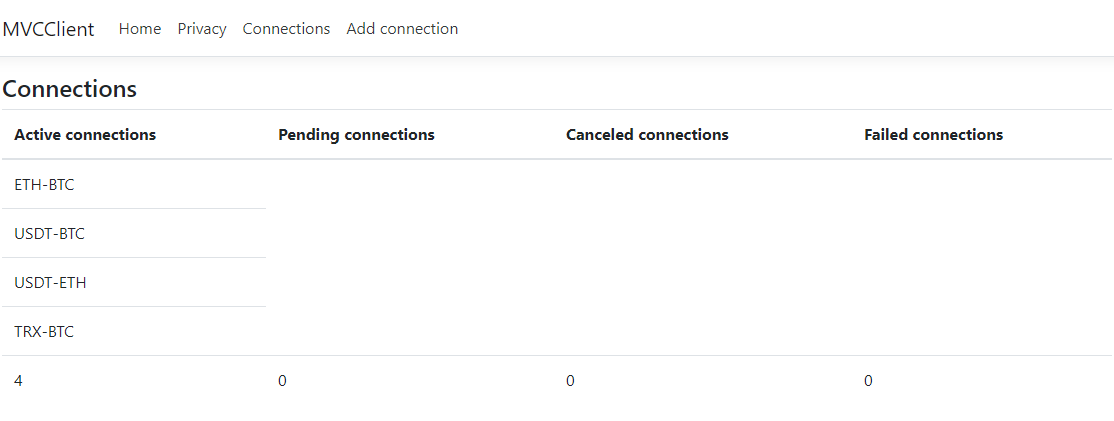 MVCClient Home Privacy Connections Add connection
Connections
Active connections Pending connections Canceled connections Failed connections
ETH-BTC
USDT-BTC
USDT-ETH
TRX-BTC
4 0 0 0